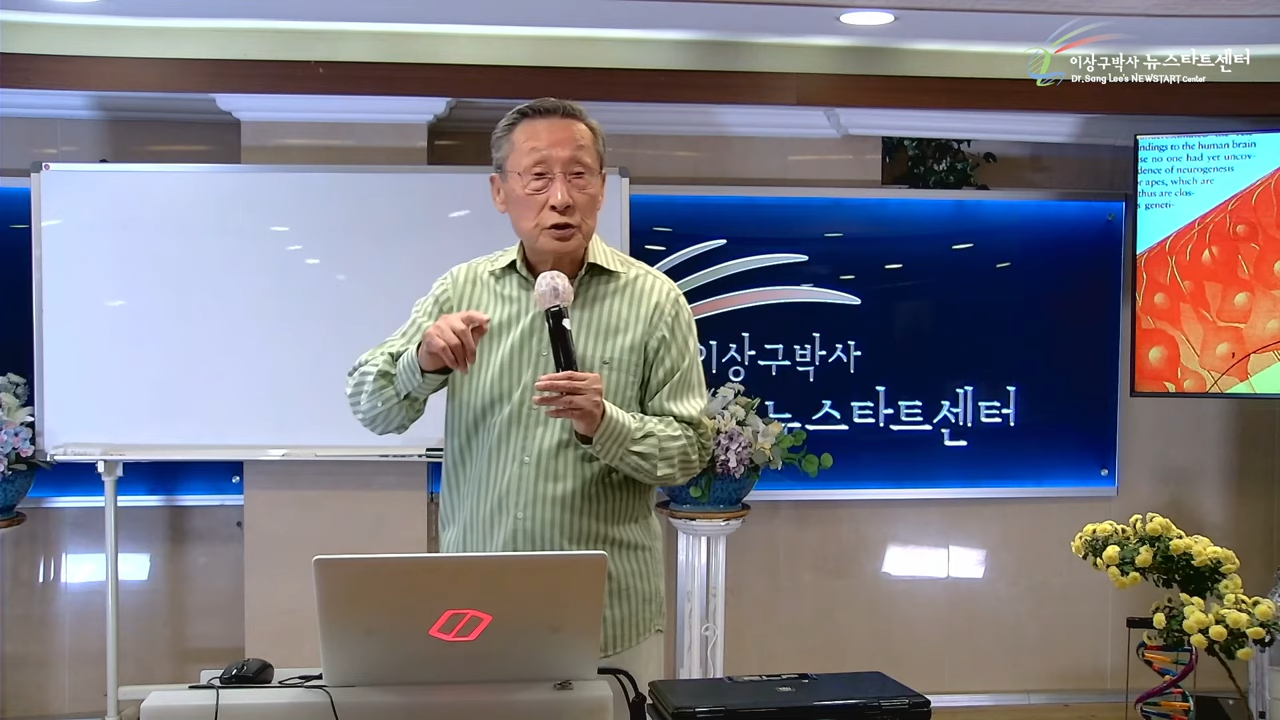 이상구박사 뉴스타트센터
Dr. Sang Lee's NEWSTART Center
ndings to the human brain
se no one had yet uncov-
dence of neurogenesis
r apes, which are
thus are clos-
s geneti-
이상구박사
뉴스타트센터